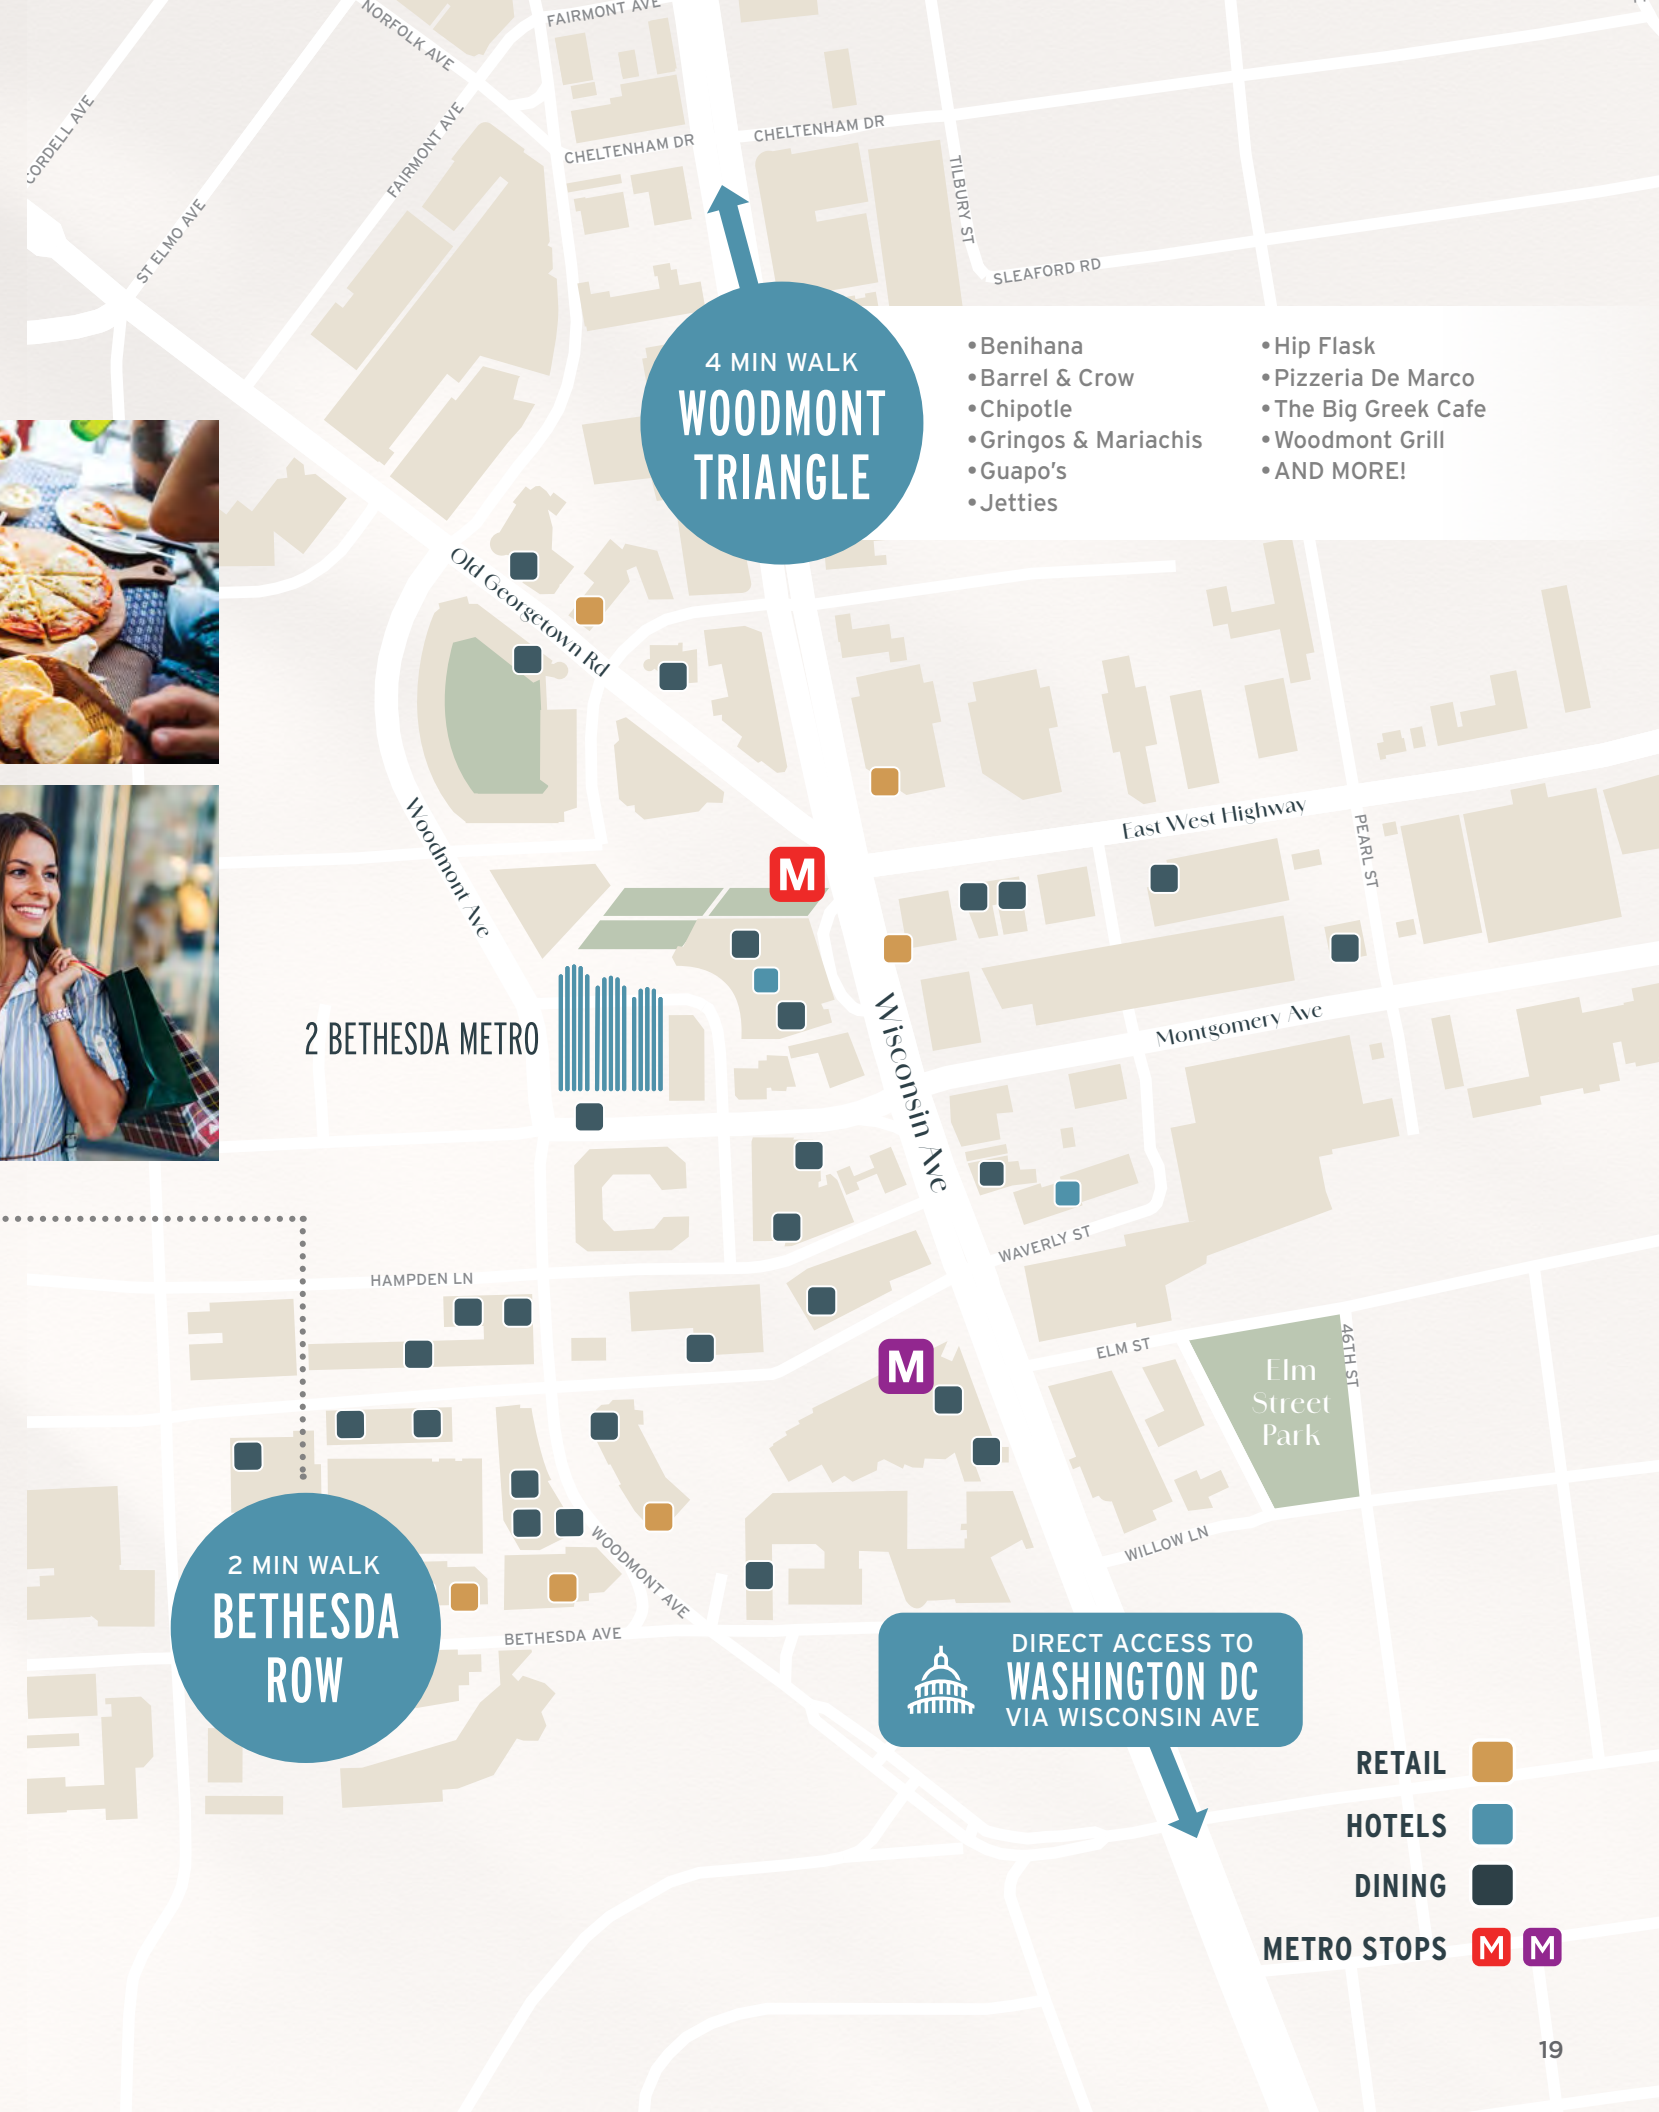 NORFOLK AVE
FAIRMONT AVE
CORDELL AVE
FAIRMONT AVE
CHELTENHAM DR
CHELTENHAM DR
TILBURY ST
ST ELMO AVE
SLEAFORD RD
4 MIN WALK
WOODMONT
TRIANGLE
•Benihana
•Barrel & Crow
•Chipotle
•Gringos & Mariachis
•Guapo's
•Jetties
•Hip Flask
•Pizzeria De Marco
•The Big Greek Cafe
•Woodmont Grill
•AND MORE!
Old Georgetown Rd
Woodmont Ave
East West Highway
PEARL ST
M
2 BETHESDA METRO
Wisconsin Ave
Montgomery Ave
WAVERLY ST
HAMPDEN LN
M
ELM ST
46TH ST
Elm
Street
Park
WILLOW LN
WOODMONT AVE
2 MIN WALK
BETHESDA
ROW
BETHESDA AVE
DIRECT ACCESS TO
WASHINGTON DC
VIA WISCONSIN AVE
RETAIL
HOTELS
DINING
METRO STOPS M M
19